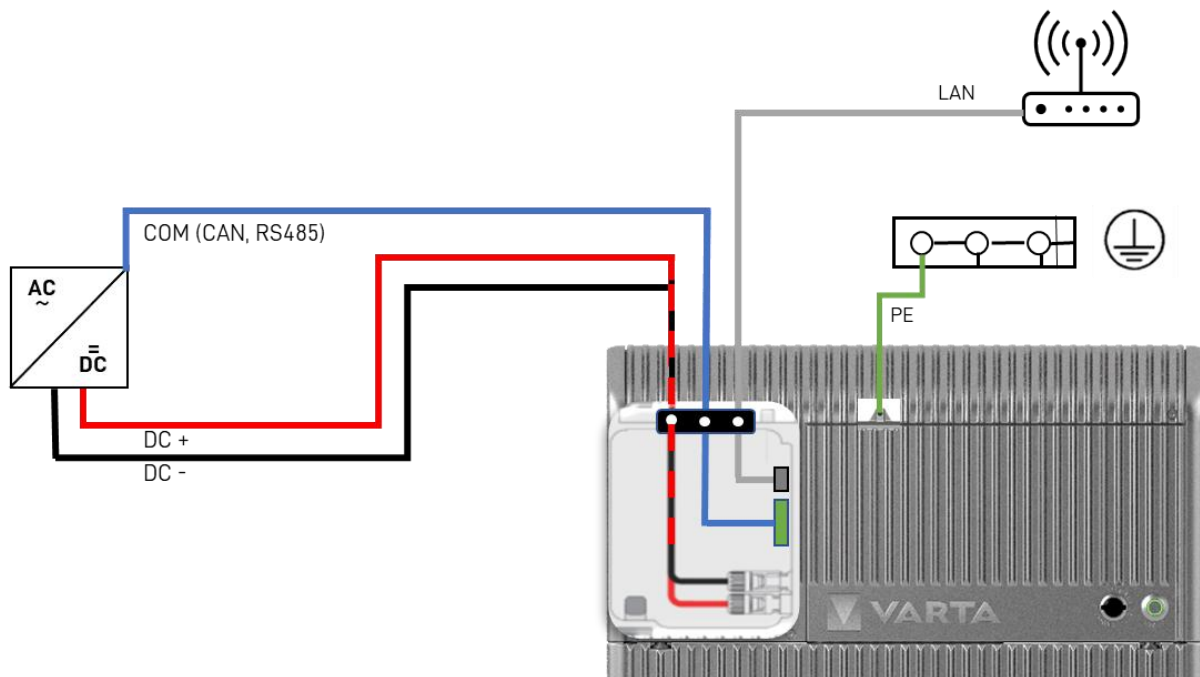 LAN
COM (CAN, RS485)
AC
~
=
DC
PE
DC +
DC -
VARTA